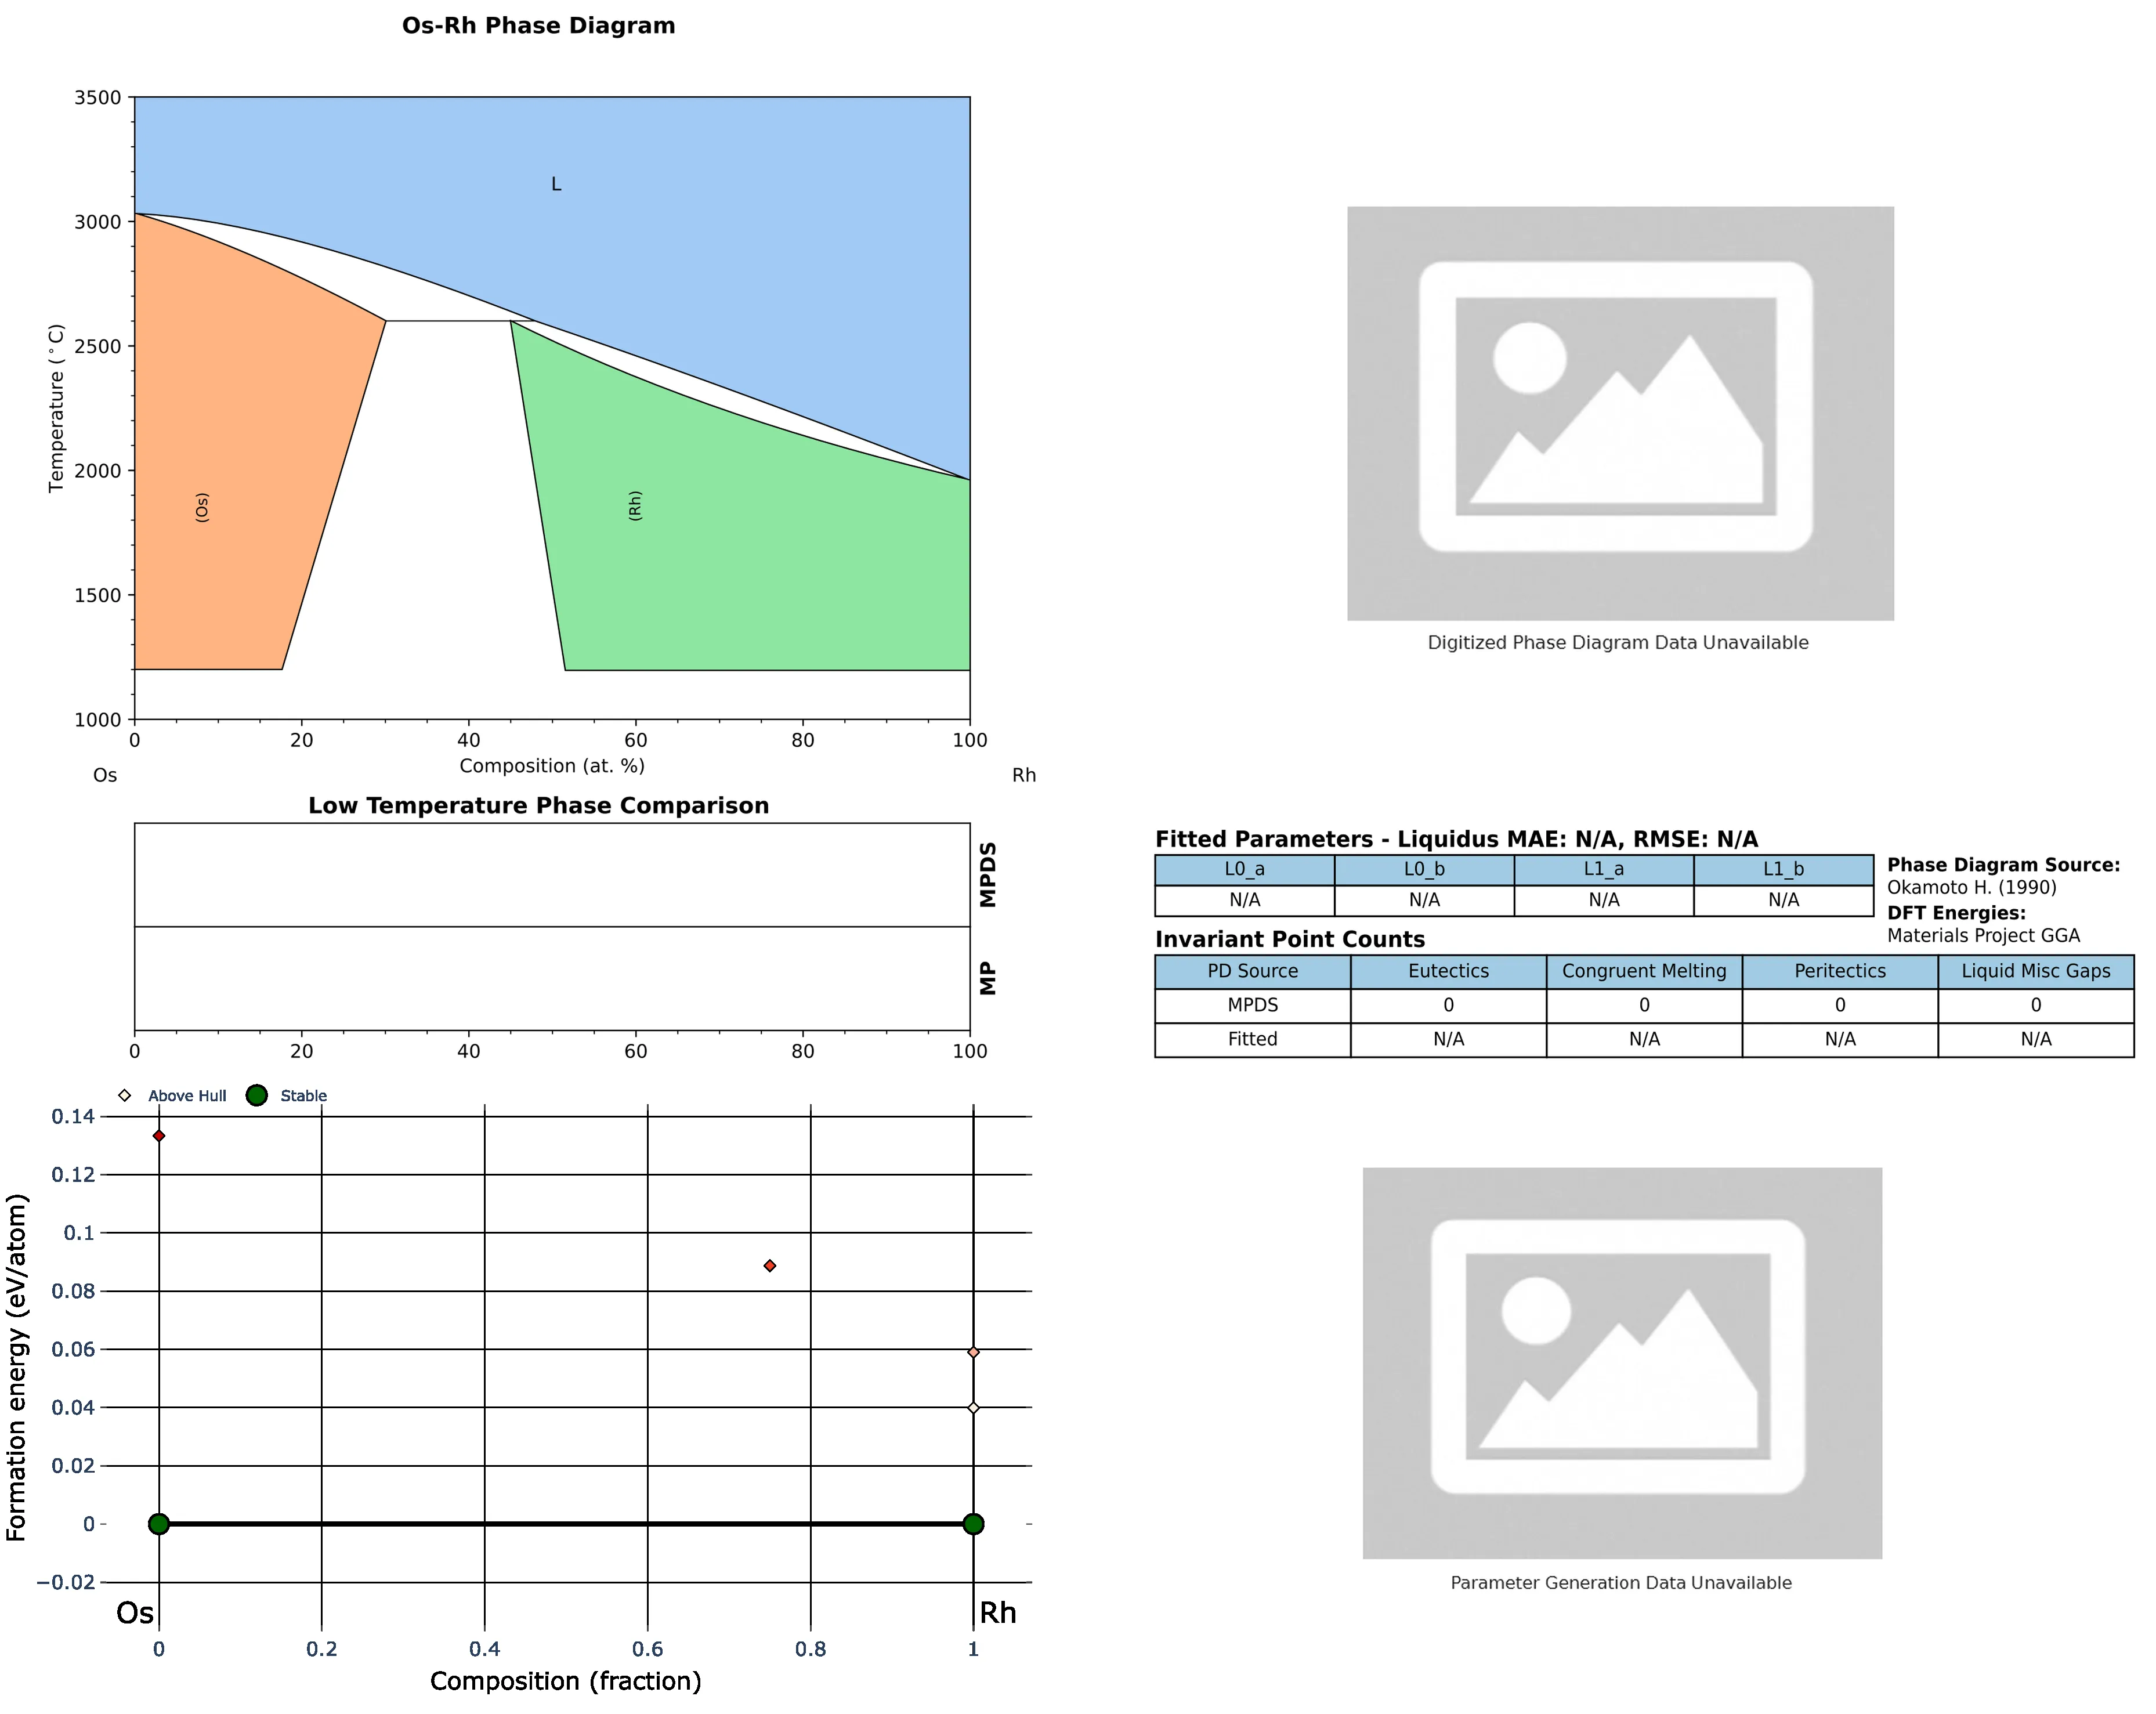 Os-Rh Phase Diagram
3500
3000
2500
2000
1500
1000
Temperature (°C)
L
(Os)
(Rh)
0 20 40 60 80 100
Composition (at. %)
Os Rh
Digitized Phase Diagram Data Unavailable
Low Temperature Phase Comparison
MPDS
MP
0 20 40 60 80 100
Fitted Parameters - Liquidus MAE: N/A, RMSE: N/A
L0_a L0_b L1_a L1_b
N/A N/A N/A N/A
Phase Diagram Source:
Okamoto H. (1990)
DFT Energies:
Materials Project GGA
Invariant Point Counts
PD Source Eutectics Congruent Melting Peritectics Liquid Misc Gaps
MPDS 0 0 0 0
Fitted N/A N/A N/A N/A
Above Hull Stable
0.14
0.12
0.1
0.08
0.06
0.04
0.02
0
−0.02
Formation energy (eV/atom)
Os Rh
0 0.2 0.4 0.6 0.8 1
Composition (fraction)
Parameter Generation Data Unavailable